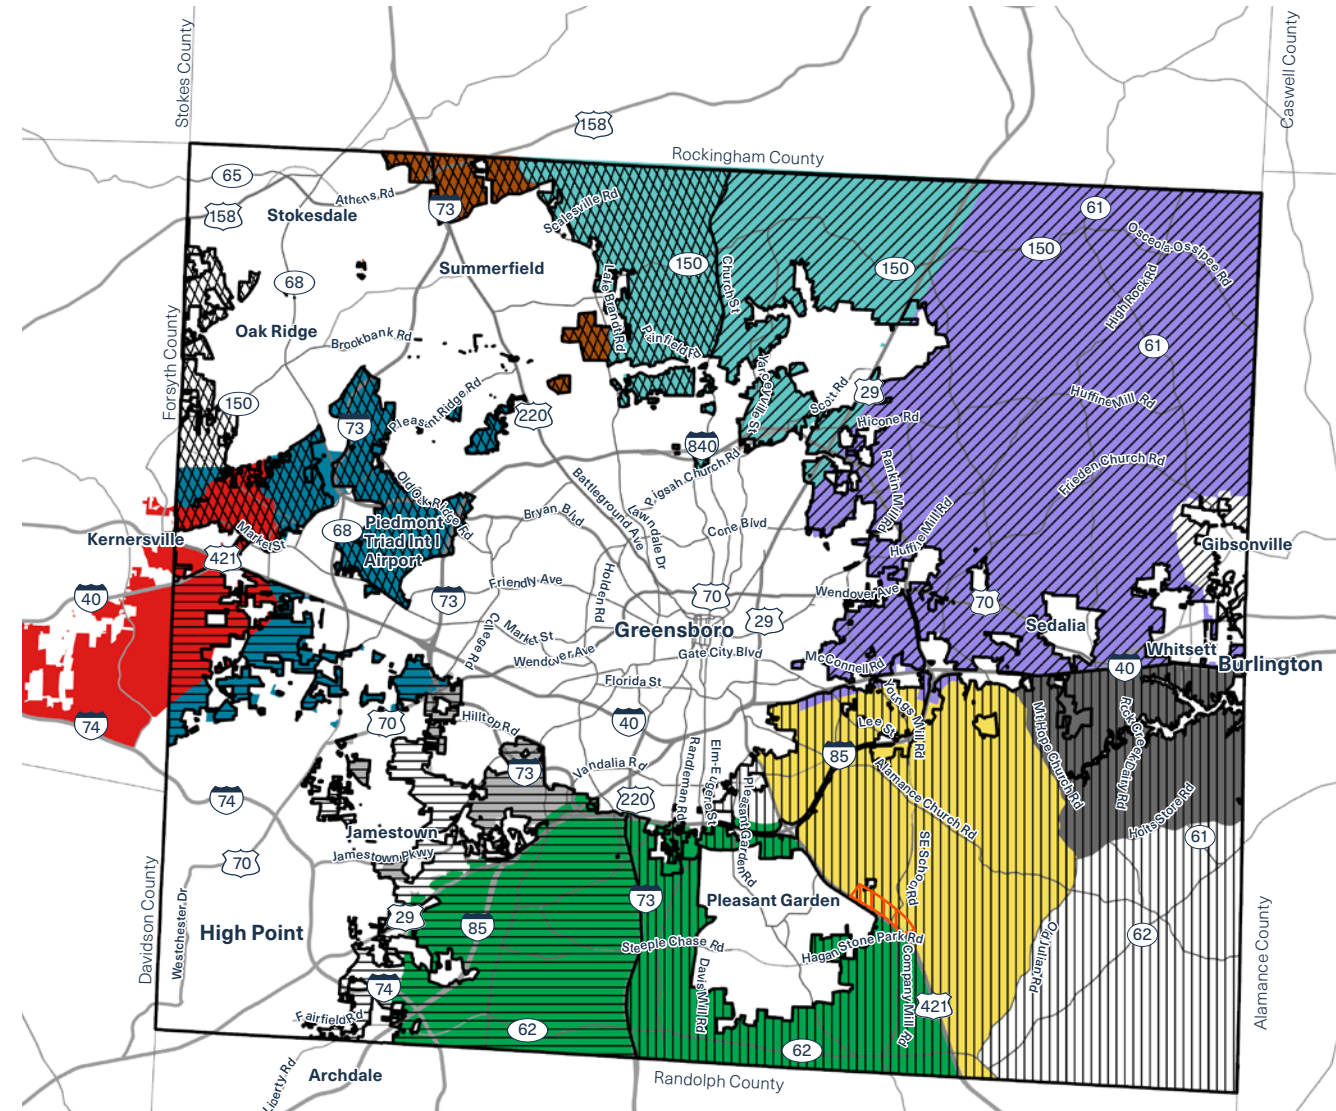 Stokes County
Caswell County
158
Rockingham County
65
Athens Rd
158
Stokesdale
73
Scalesville Rd
61
Osceola-Ossipee Rd
150
Summerfield
150
Church St
150
68
High Rock Rd
Lake Brandt Rd
Oak Ridge
Brockbank Rd
61
Forsyth County
Yanceyville St
Scott Rd
29
Huffine Mill Rd
150
Pleasant Ridge Rd
220
Hicone Rd
73
840
Pisgah Church Rd
Frieden Church Rd
Rankin Mill Rd
Old Oak Ridge Rd
Battleground Ave
Lawndale Dr
Bryan Blvd
Cone Blvd
Huffine Mill Rd
68
Piedmont
Triad Int l
Airport
Kernersville
Market St
421
Gibsonville
40
73
Friendly Ave
Holden Rd
70
29
Wendover Ave
70
College Rd
Market St
Greensboro
Sedalia
Wendover Ave
Gate City Blvd
McConnell Rd
Whitsett
40
Burlington
Florida St
74
70
Hilltop Rd
40
Youngs Mill Rd
Lee St
Mt Hope Church Rd
Rock Creek Dairy Rd
73
Vandalia Rd
Randleman Rd
Elm-Eugene St
85
74
220
Pleasant Garden Rd
Alamance Church Rd
Holts Store Rd
61
Jamestown
Jamestown Pkwy
70
SE School Rd
Davidson County
Westchester Dr
73
Pleasant Garden
29
85
High Point
Steeple Chase Rd
Hagan Stone Park Rd
62
Old Julian Rd
Alamance County
74
Davis Mill Rd
Company Mill Rd
421
Fairfield Rd
62
62
Archdale
Liberty Rd
Randolph County